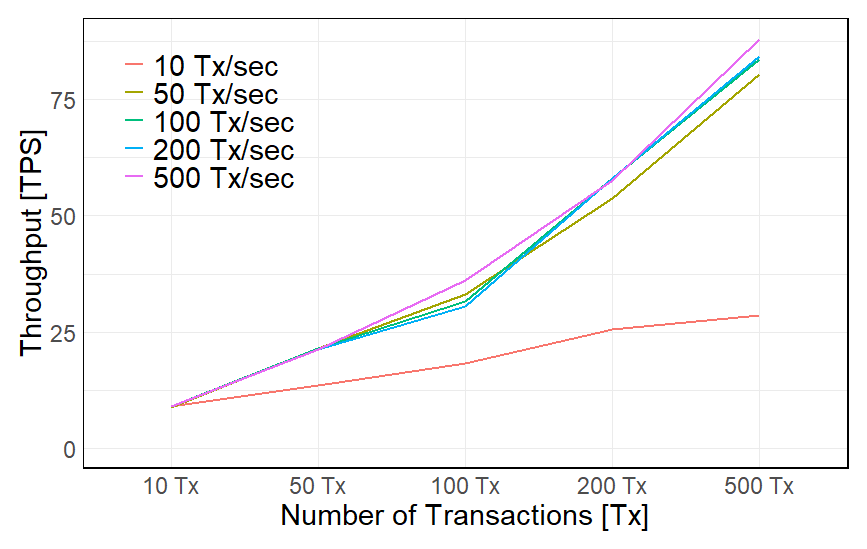 10 Tx/sec
50 Tx/sec
100 Tx/sec
200 Tx/sec
500 Tx/sec
75
50
25
0
Throughput [TPS]
10 Tx
50 Tx
100 Tx
200 Tx
500 Tx
Number of Transactions [Tx]